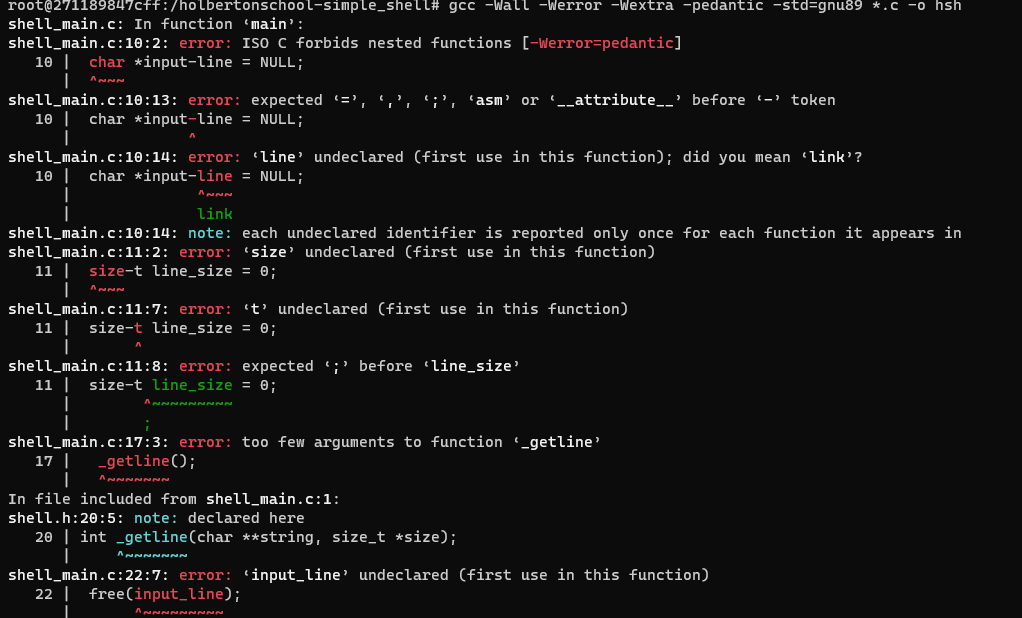 root@271189847cff:/holbertonschool-simple_shell# gcc -Wall -Werror -Wextra -pedantic -std=gnu89 *.c -o hsh
shell_main.c: In function ‘main’:
shell_main.c:10:2: error: ISO C forbids nested functions [-Werror=pedantic]
   10 |  char *input-line = NULL;
      |  ^~~~
shell_main.c:10:13: error: expected ‘=’, ‘,’, ‘;’, ‘asm’ or ‘__attribute__’ before ‘-’ token
   10 |  char *input-line = NULL;
      |             ^
shell_main.c:10:14: error: ‘line’ undeclared (first use in this function); did you mean ‘link’?
   10 |  char *input-line = NULL;
      |              ^~~~
      |              link
shell_main.c:10:14: note: each undeclared identifier is reported only once for each function it appears in
shell_main.c:11:2: error: ‘size’ undeclared (first use in this function)
   11 |  size-t line_size = 0;
      |  ^~~~
shell_main.c:11:7: error: ‘t’ undeclared (first use in this function)
   11 |  size-t line_size = 0;
      |       ^
shell_main.c:11:8: error: expected ‘;’ before ‘line_size’
   11 |  size-t line_size = 0;
      |        ^~~~~~~~~~
      |        ;
shell_main.c:17:3: error: too few arguments to function ‘_getline’
   17 |   _getline();
      |   ^~~~~~~~
In file included from shell_main.c:1:
shell.h:20:5: note: declared here
   20 | int _getline(char **string, size_t *size);
      |     ^~~~~~~~
shell_main.c:22:7: error: ‘input_line’ undeclared (first use in this function)
   22 |  free(input_line);
      |       ^~~~~~~~~~